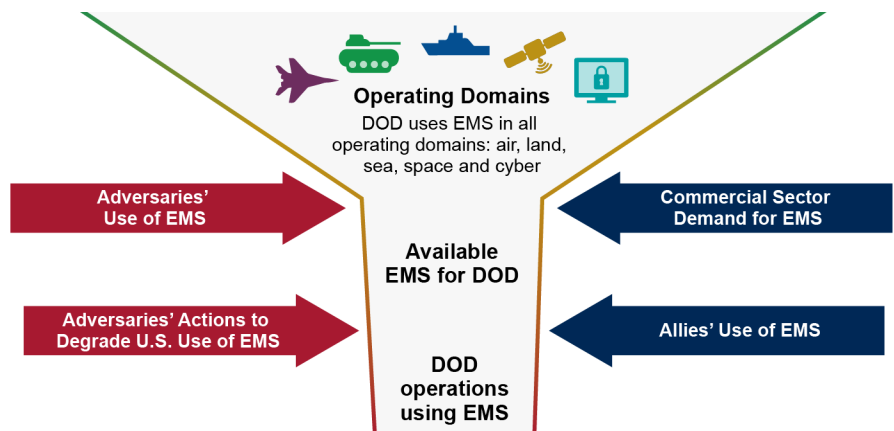 Operating Domains
DOD uses EMS in all
operating domains: air, land,
sea, space and cyber
Adversaries’
Use of EMS
Commercial Sector
Demand for EMS
Available
EMS for DOD
Adversaries’ Actions to
Degrade U.S. Use of EMS
Allies’ Use of EMS
DOD
operations
using EMS